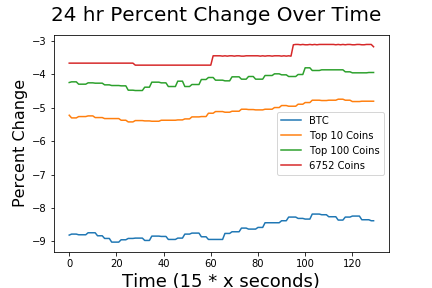 24 hr Percent Change Over Time
−3
−4
−5
−6
−7
−8
−9
Percent Change
BTC
Top 10 Coins
Top 100 Coins
6752 Coins
0 20 40 60 80 100 120
Time (15 * x seconds)